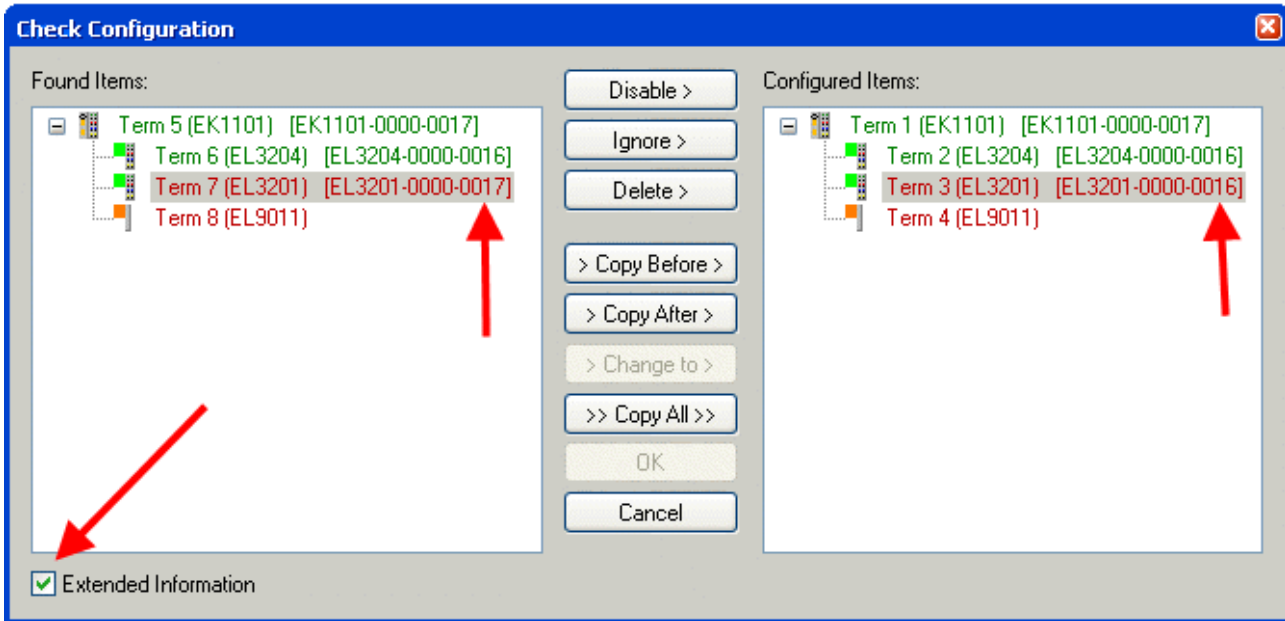 Check Configuration
Found Items:
Term 5 (EK1101) [EK1101-0000-0017]
Term 6 (EL3204) [EL3204-0000-0016]
Term 7 (EL3201) [EL3201-0000-0017]
Term 8 (EL9011)
Extended Information
Disable >
Ignore >
Delete >
> Copy Before >
> Copy After >
> Change to >
>> Copy All >>
OK
Cancel
Configured Items:
Term 1 (EK1101) [EK1101-0000-0017]
Term 2 (EL3204) [EL3204-0000-0016]
Term 3 (EL3201) [EL3201-0000-0016]
Term 4 (EL9011)